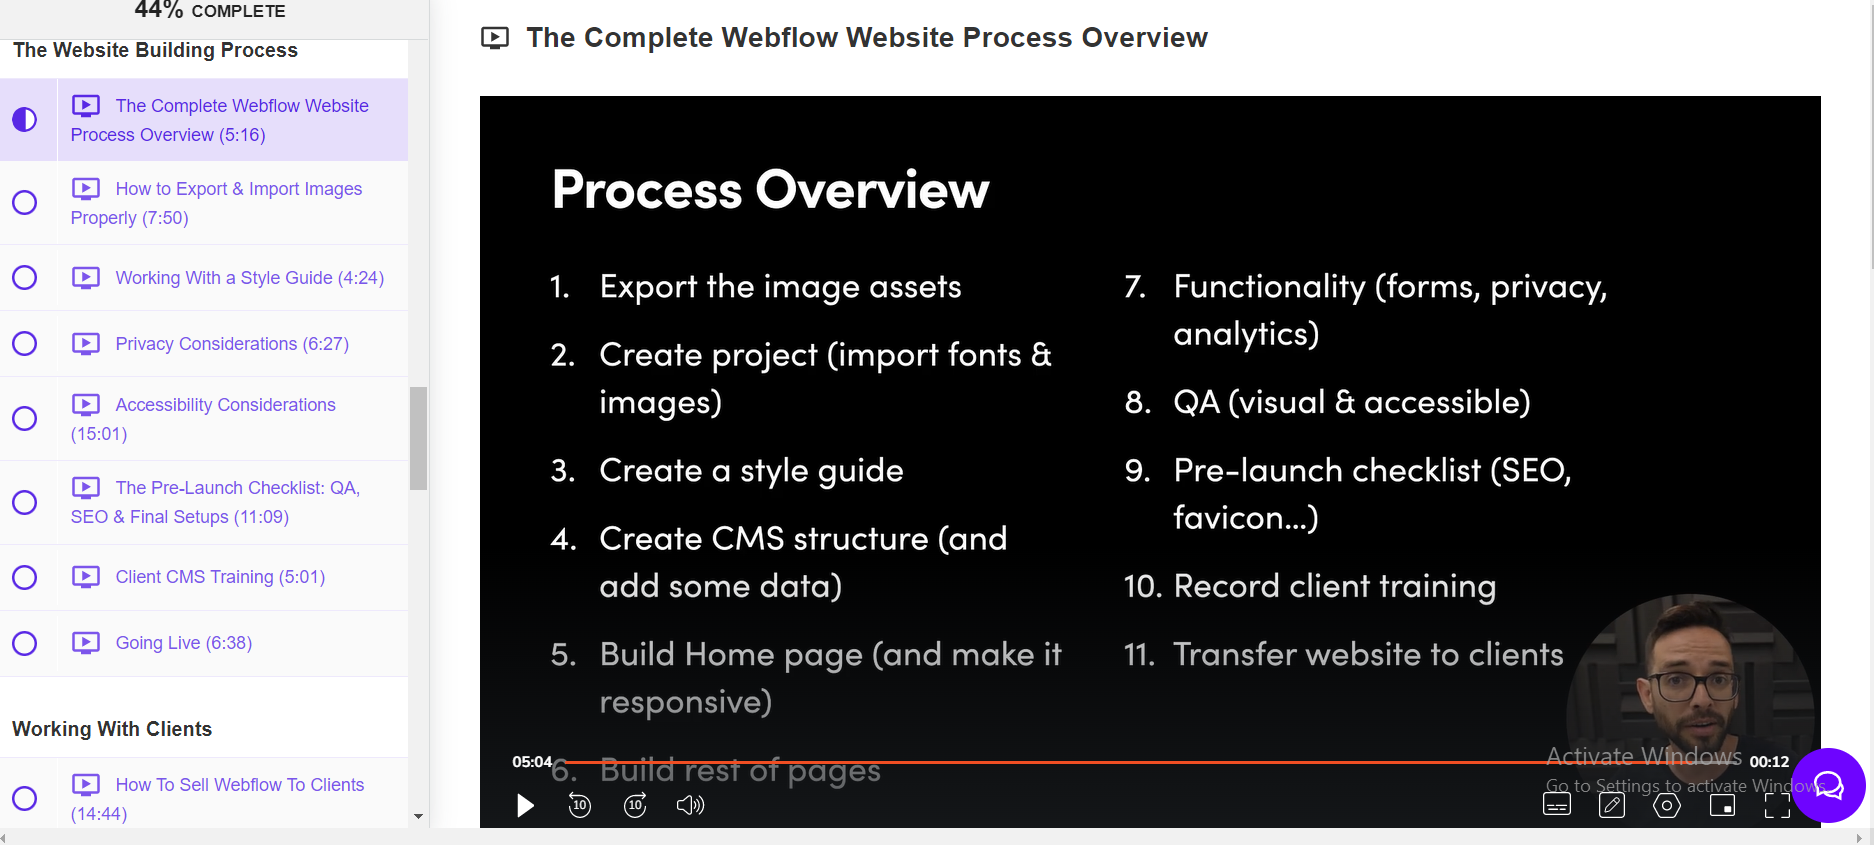 44% COMPLETE
The Website Building Process
The Complete Webflow Website
Process Overview (5:16)
How to Export & Import Images
Properly (7:50)
Working With a Style Guide (4:24)
Privacy Considerations (6:27)
Accessibility Considerations
(15:01)
The Pre-Launch Checklist: QA,
SEO & Final Setups (11:09)
Client CMS Training (5:01)
Going Live (6:38)
Working With Clients
How To Sell Webflow To Clients
(14:44)
The Complete Webflow Website Process Overview
Process Overview
1. Export the image assets
2. Create project (import fonts &
images)
3. Create a style guide
4. Create CMS structure (and
add some data)
5. Build Home page (and make it
responsive)
6. Build rest of pages
7. Functionality (forms, privacy,
analytics)
8. QA (visual & accessible)
9. Pre-launch checklist (SEO,
favicon...)
10. Record client training
11. Transfer website to clients
05:04
00:12
10
10
Activate Windows
Go to Settings to activate Windows.